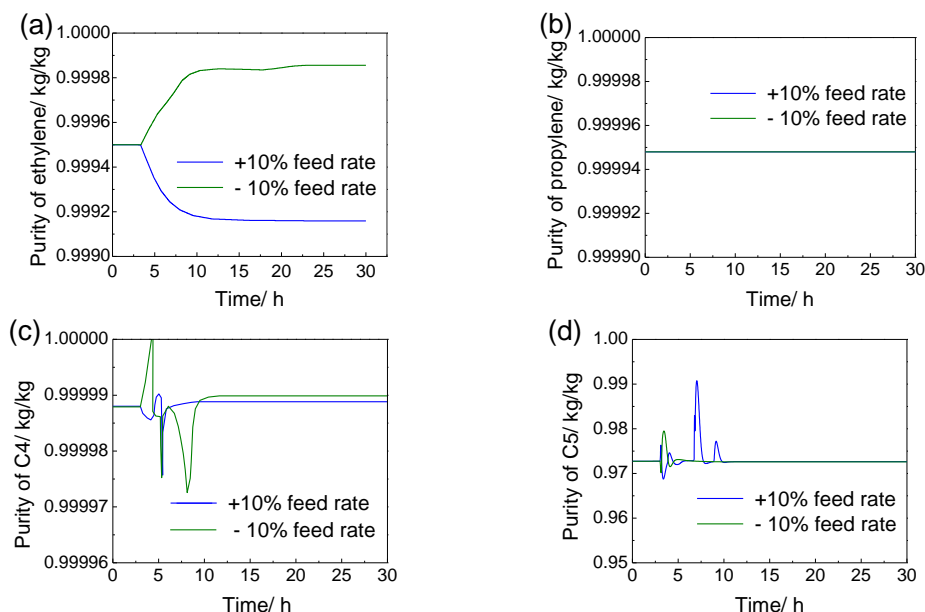 (a)
1.0000
0.9998
0.9996
0.9994
0.9992
0.9990
Purity of ethylene/ kg/kg
+10% feed rate
- 10% feed rate
0 5 10 15 20 25 30
Time/ h
(b)
1.00000
0.99998
0.99996
0.99994
0.99992
0.99990
Purity of propylene/ kg/kg
+10% feed rate
- 10% feed rate
0 5 10 15 20 25 30
Time/ h
(c)
1.00000
0.99999
0.99998
0.99997
0.99996
Purity of C4/ kg/kg
+10% feed rate
- 10% feed rate
0 5 10 15 20 25 30
Time/ h
(d)
1.00
0.99
0.98
0.97
0.96
0.95
Purity of C5/ kg/kg
+10% feed rate
- 10% feed rate
0 5 10 15 20 25 30
Time/ h